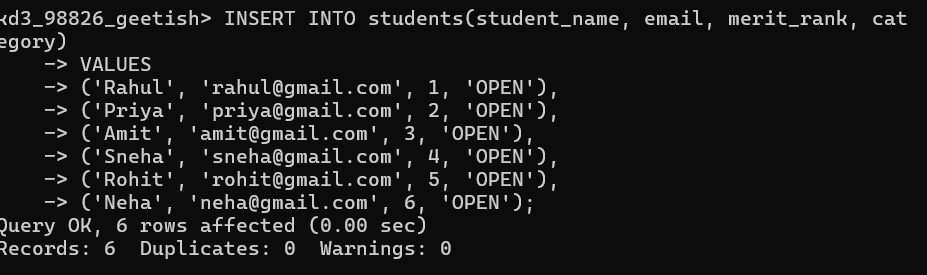 kd3_98826_geetish> INSERT INTO students(student_name, email, merit_rank, cat
egory)
    -> VALUES
    -> ('Rahul', 'rahul@gmail.com', 1, 'OPEN'),
    -> ('Priya', 'priya@gmail.com', 2, 'OPEN'),
    -> ('Amit', 'amit@gmail.com', 3, 'OPEN'),
    -> ('Sneha', 'sneha@gmail.com', 4, 'OPEN'),
    -> ('Rohit', 'rohit@gmail.com', 5, 'OPEN'),
    -> ('Neha', 'neha@gmail.com', 6, 'OPEN');
Query OK, 6 rows affected (0.00 sec)
Records: 6  Duplicates: 0  Warnings: 0